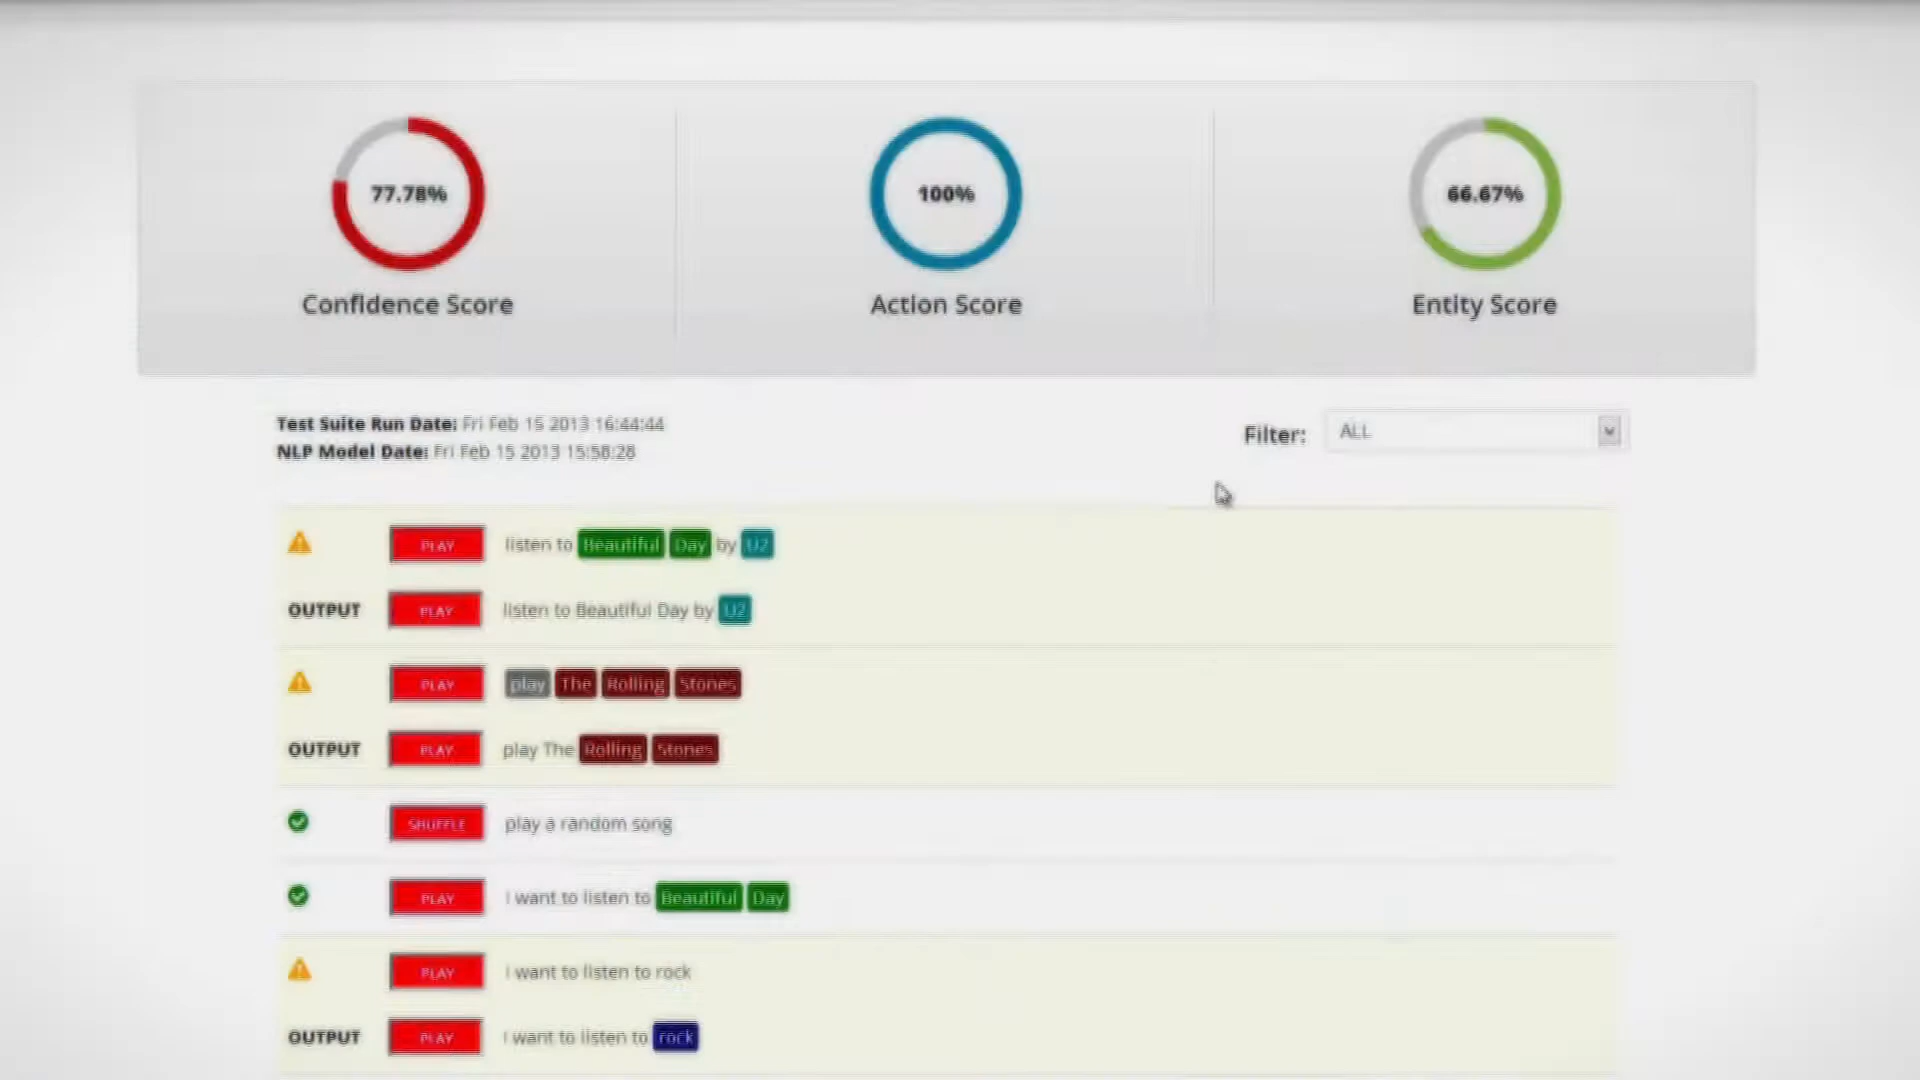 77.78%
100%
66.67%
Confidence Score
Action Score
Entity Score
Test Suite Run Date: Fri Feb 15 2013 16:44:44
Filter: ALL
NLP Model Date: Fri Feb 15 2013 15:58:28
PLAY listen to Beautiful Day by U2
OUTPUT PLAY listen to Beautiful Day by U2
PLAY play The Rolling Stones
OUTPUT PLAY play The Rolling Stones
SHUFFLE play a random song
PLAY I want to listen to Beautiful Day
PLAY I want to listen to rock
OUTPUT PLAY I want to listen to rock